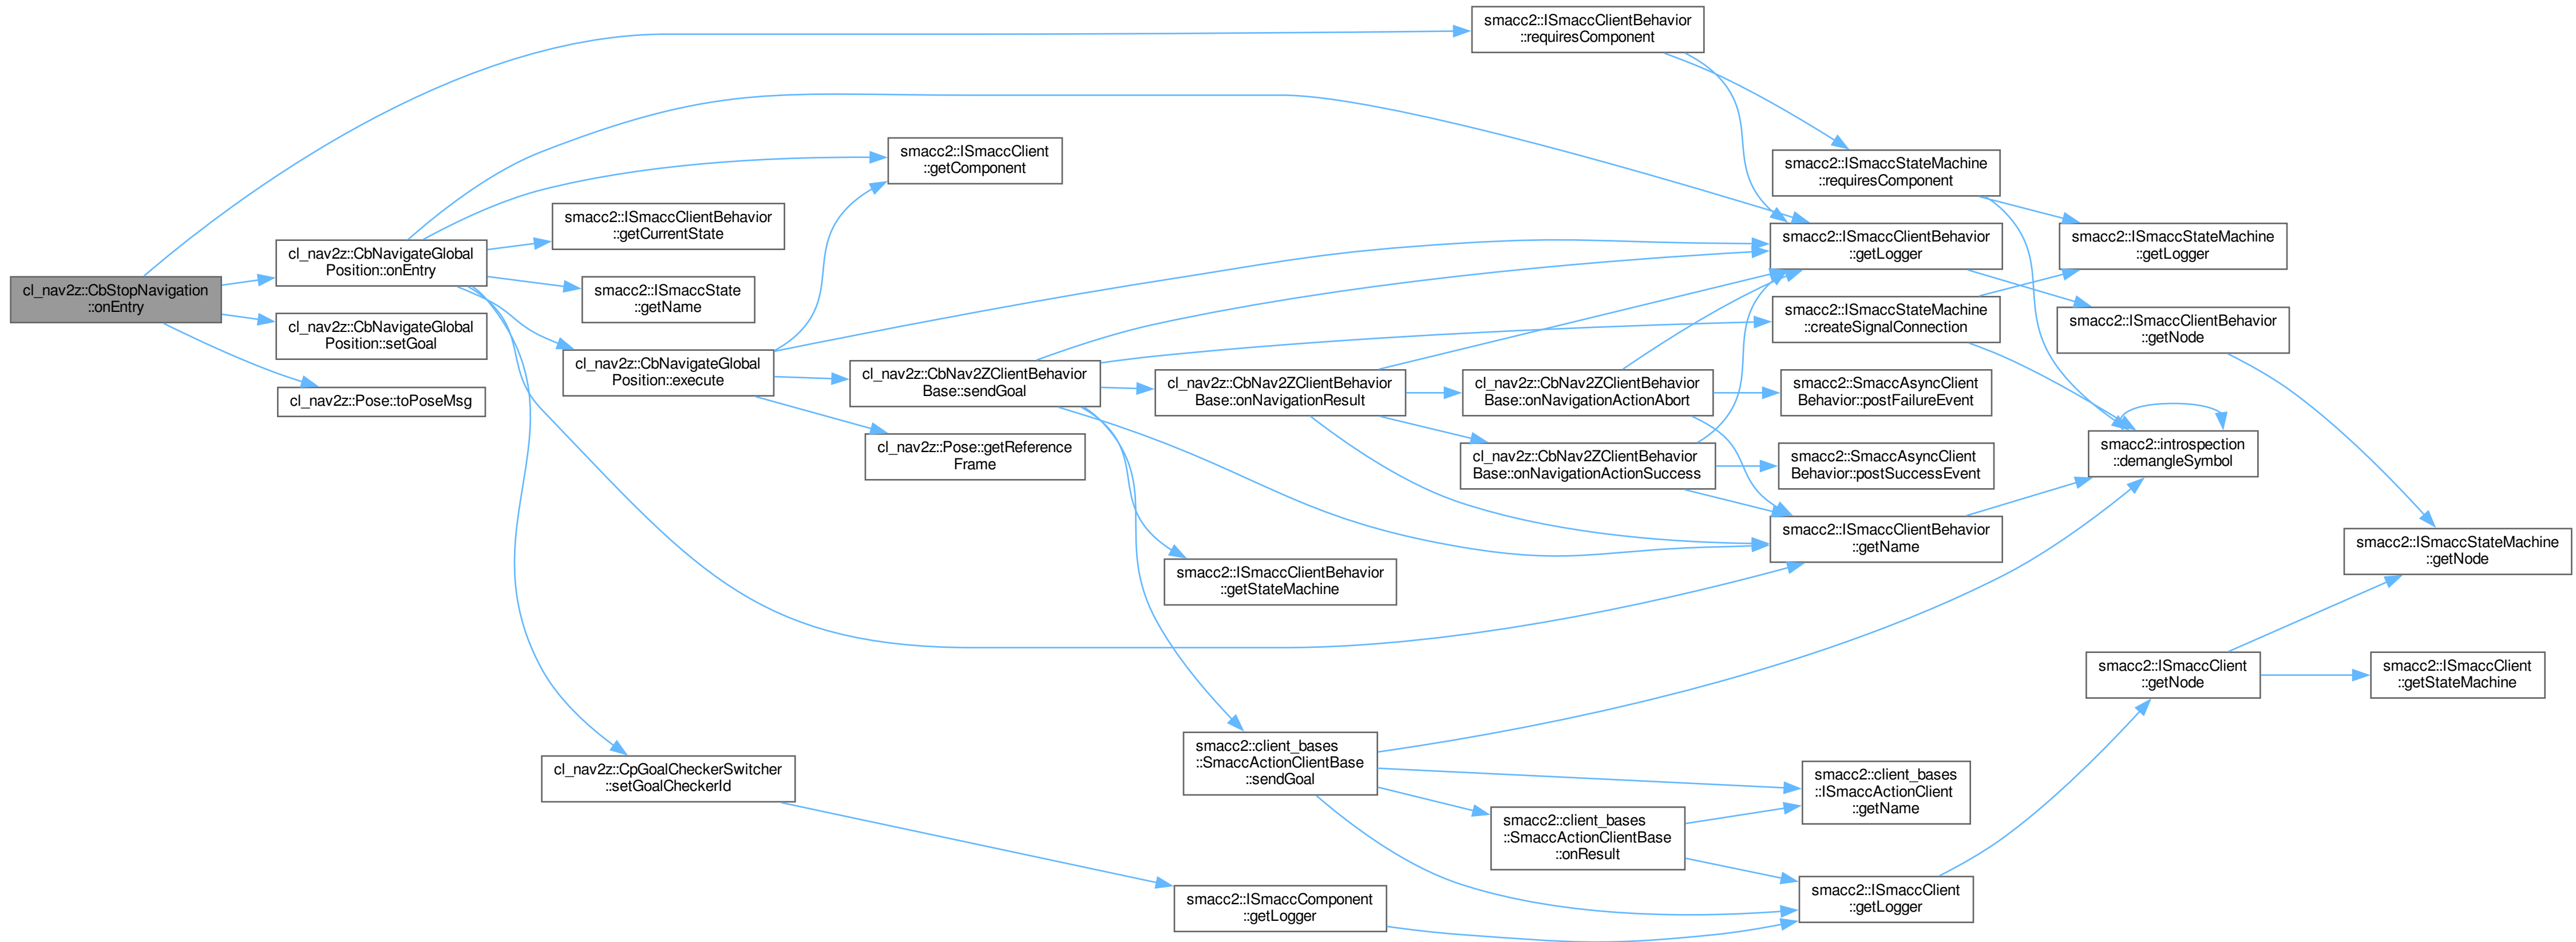 cl_nav2z::CbStopNavigation
::onEntry
cl_nav2z::CbNavigateGlobal
Position::onEntry
cl_nav2z::CbNavigateGlobal
Position::setGoal
cl_nav2z::Pose::toPoseMsg
smacc2::ISmaccClientBehavior
::getCurrentState
smacc2::ISmaccState
::getName
cl_nav2z::CbNavigateGlobal
Position::execute
cl_nav2z::CpGoalCheckerSwitcher
::setGoalCheckerId
smacc2::ISmaccClient
::getComponent
cl_nav2z::CbNav2ZClientBehavior
Base::sendGoal
cl_nav2z::Pose::getReference
Frame
cl_nav2z::CbNav2ZClientBehavior
Base::onNavigationResult
smacc2::ISmaccClientBehavior
::getStateMachine
smacc2::client_bases
::SmaccActionClientBase
::sendGoal
smacc2::ISmaccComponent
::getLogger
smacc2::ISmaccClientBehavior
::requiresComponent
cl_nav2z::CbNav2ZClientBehavior
Base::onNavigationActionAbort
cl_nav2z::CbNav2ZClientBehavior
Base::onNavigationActionSuccess
smacc2::client_bases
::SmaccActionClientBase
::onResult
smacc2::ISmaccStateMachine
::requiresComponent
smacc2::ISmaccClientBehavior
::getLogger
smacc2::ISmaccStateMachine
::createSignalConnection
smacc2::SmaccAsyncClient
Behavior::postFailureEvent
smacc2::SmaccAsyncClient
Behavior::postSuccessEvent
smacc2::ISmaccClientBehavior
::getName
smacc2::client_bases
::ISmaccActionClient
::getName
smacc2::ISmaccClient
::getLogger
smacc2::ISmaccStateMachine
::getLogger
smacc2::ISmaccClientBehavior
::getNode
smacc2::introspection
::demangleSymbol
smacc2::ISmaccClient
::getNode
smacc2::ISmaccStateMachine
::getNode
smacc2::ISmaccClient
::getStateMachine